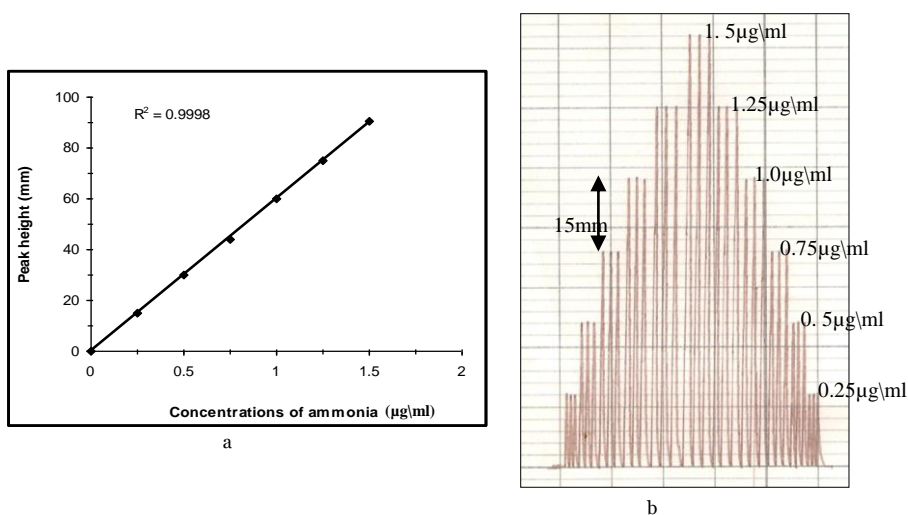 100
80
60
40
20
0
R² = 0.9998
Peak height (mm)
0
0.5
1
1.5
2
Concentrations of ammonia (µg\ml)
a
1. 5µg\ml
1.25µg\ml
1.0µg\ml
15mm
0.75µg\ml
0. 5µg\ml
0.25µg\ml
b